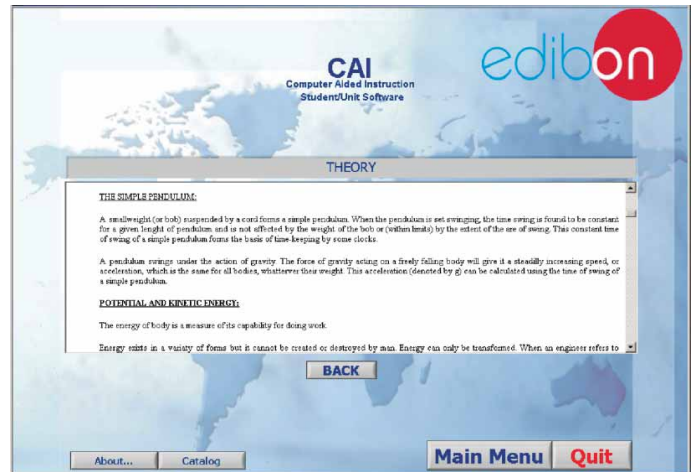 edibon
CAI
Computer Aided Instruction
Student/Unit Software
THEORY
THE SIMPLE PENDULUM:
A smallweight (or bob) suspended by a cord forms a simple pendulum. When the pendulum is set swinging, the time swing is found to be constant
for a given lenght of pendulum and is not affected by the weight of the bob or (within limits) by the extent of the are of swing. This constant time
of swing of a simple pendulum forms the basis of time-keeping by some clocks.
A pendulum swings under the action of gravity. The force of gravity acting on a freely falling body will give it a steadilly increasing speed, or
acceleration, which is the same for all bodies, whatterver their weight. This acceleration (denoted by g) can be calculated using the time of swing of
a simple pendulum.
POTENTIAL AND KINETIC ENERGY:
The energy of body is a measure of its capability for doing work.
Energy exists in a variaty of forms but it cannot be created or destroyed by man. Energy can only be transformed. When an engineer refers to
BACK
About...
Catalog
Main Menu
Quit